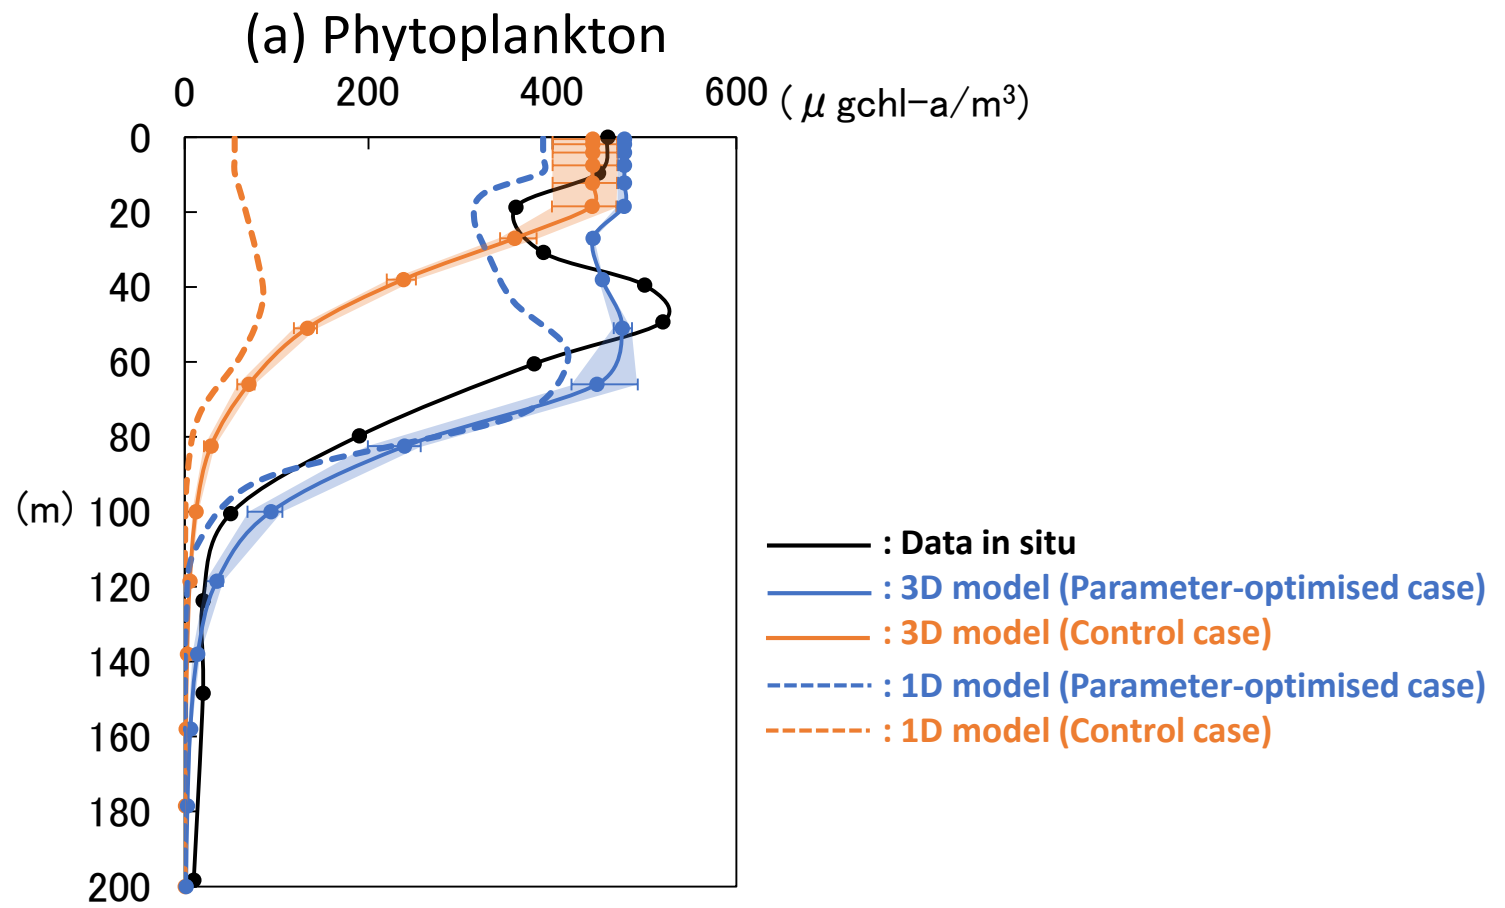 (a) Phytoplankton
0 200 400 600 (μ gchl-a/m³)
0
20
40
60
80
(m) 100
120
140
160
180
200
: Data in situ
: 3D model (Parameter-optimised case)
: 3D model (Control case)
: 1D model (Parameter-optimised case)
: 1D model (Control case)